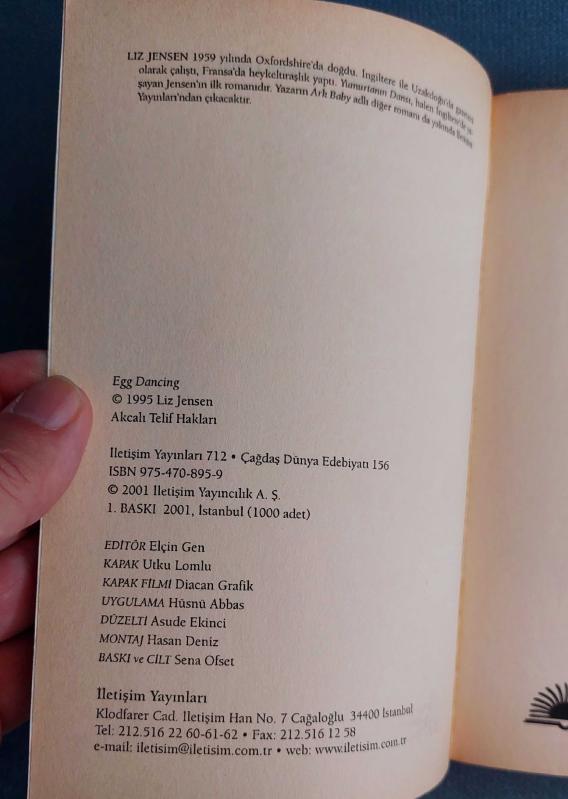 LIZ JENSEN 1959 yılında Oxfordshire'da doğdu. İngiltere ile Uzakdoğu'da gazeteci
olarak çalıştı, Fransa'da heykeltıraşlık yaptı. Yumurtanın Dansı, halen İngiltere'de ya-
şayan Jensen'ın ilk romanıdır. Yazarın Ark Baby adlı diğer romanı da yakında İletişim
Yayınları'ndan çıkacaktır.
Egg Dancing
© 1995 Liz Jensen
Akcalı Telif Hakları
İletişim Yayınları 712 • Çağdaş Dünya Edebiyatı 156
ISBN 975-470-895-9
© 2001 İletişim Yayıncılık A. Ş.
1. BASKI 2001, İstanbul (1000 adet)
EDİTÖR Elçin Gen
KAPAK Utku Lomlu
KAPAK FİLMİ Diacan Grafik
UYGULAMA Hüsnü Abbas
DÜZELTİ Asude Ekinci
MONTAJ Hasan Deniz
BASKI ve CİLT Sena Ofset
İletişim Yayınları
Klodfarer Cad. İletişim Han No. 7 Cağaloğlu 34400 İstanbul
Tel: 212.516 22 60-61-62 • Fax: 212.516 12 58
e-mail: iletisim@iletisim.com.tr • web: www.iletisim.com.tr